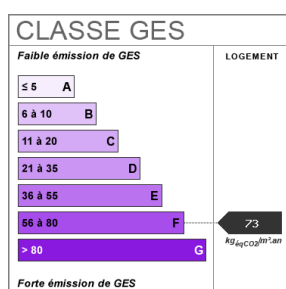 CLASSE GES
Faible émission de GES
LOGEMENT
≤ 5 A
6 à 10 B
11 à 20 C
21 à 35 D
36 à 55 E
56 à 80 F
73
kgéqCO2/m².an
> 80 G
Forte émission de GES